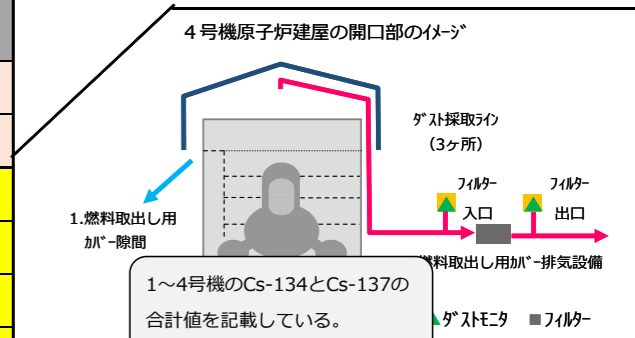 ４号機原子炉建屋の開口部のｲﾒｰｼﾞ
ﾀﾞｽﾄ採取ﾗｲﾝ
（3ヶ所）
ﾌｨﾙﾀｰ
入口
ﾌｨﾙﾀｰ
出口
1.燃料取出し用
ｶﾊﾞｰ隙間
燃料取出し用ｶﾊﾞｰ排気設備
1～4号機のCs-134とCs-137の
合計値を記載している。
ﾀﾞｽﾄﾓﾆﾀ
ﾌｨﾙﾀｰ